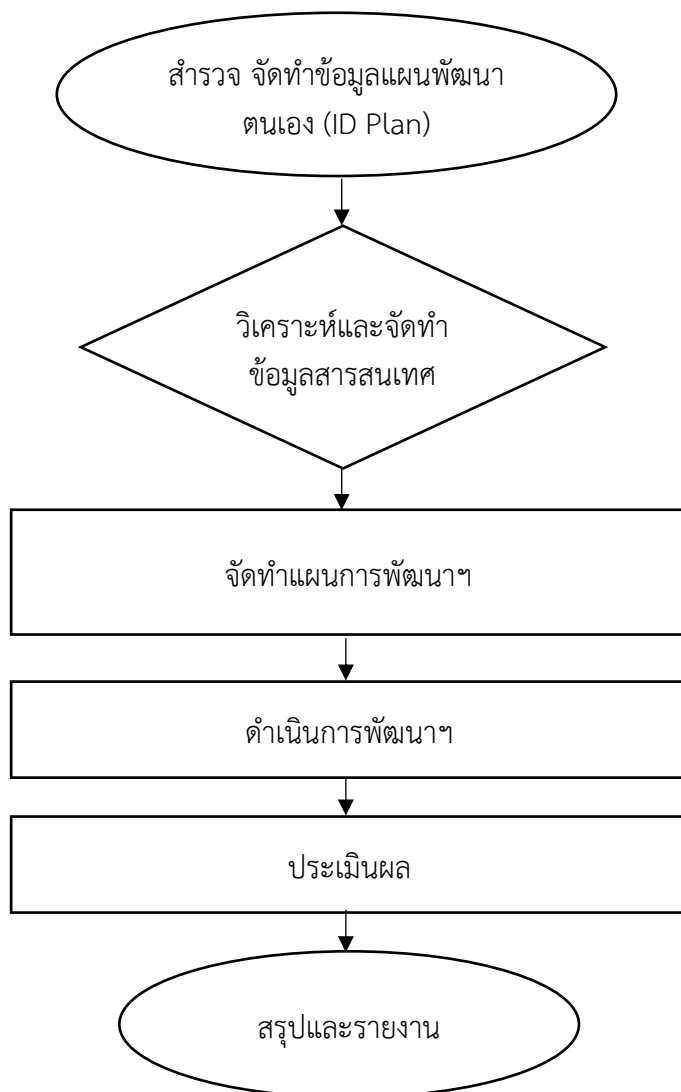 สำรวจ จัดทำข้อมูลแผนพัฒนา
ตนเอง (ID Plan)
วิเคราะห์และจัดทำ
ข้อมูลสารสนเทศ
จัดทำแผนการพัฒนาฯ
ดำเนินการพัฒนาฯ
ประเมินผล
สรุปและรายงาน